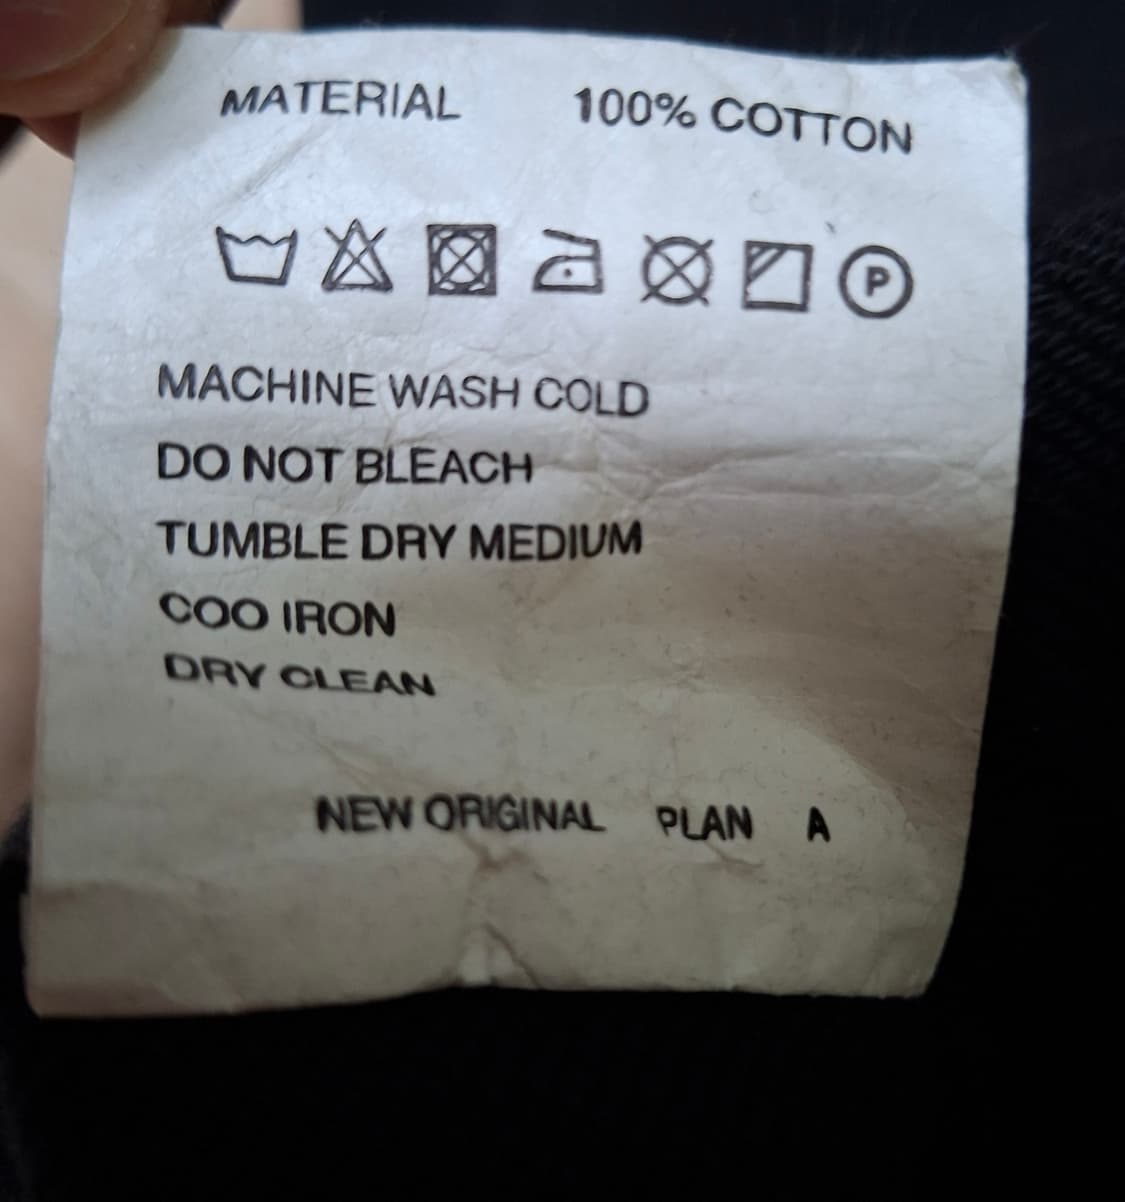 MATERIAL 100% COTTON
P
MACHINE WASH COLD
DO NOT BLEACH
TUMBLE DRY MEDIUM
COO IRON
DRY CLEAN
NEW ORIGINAL PLAN A